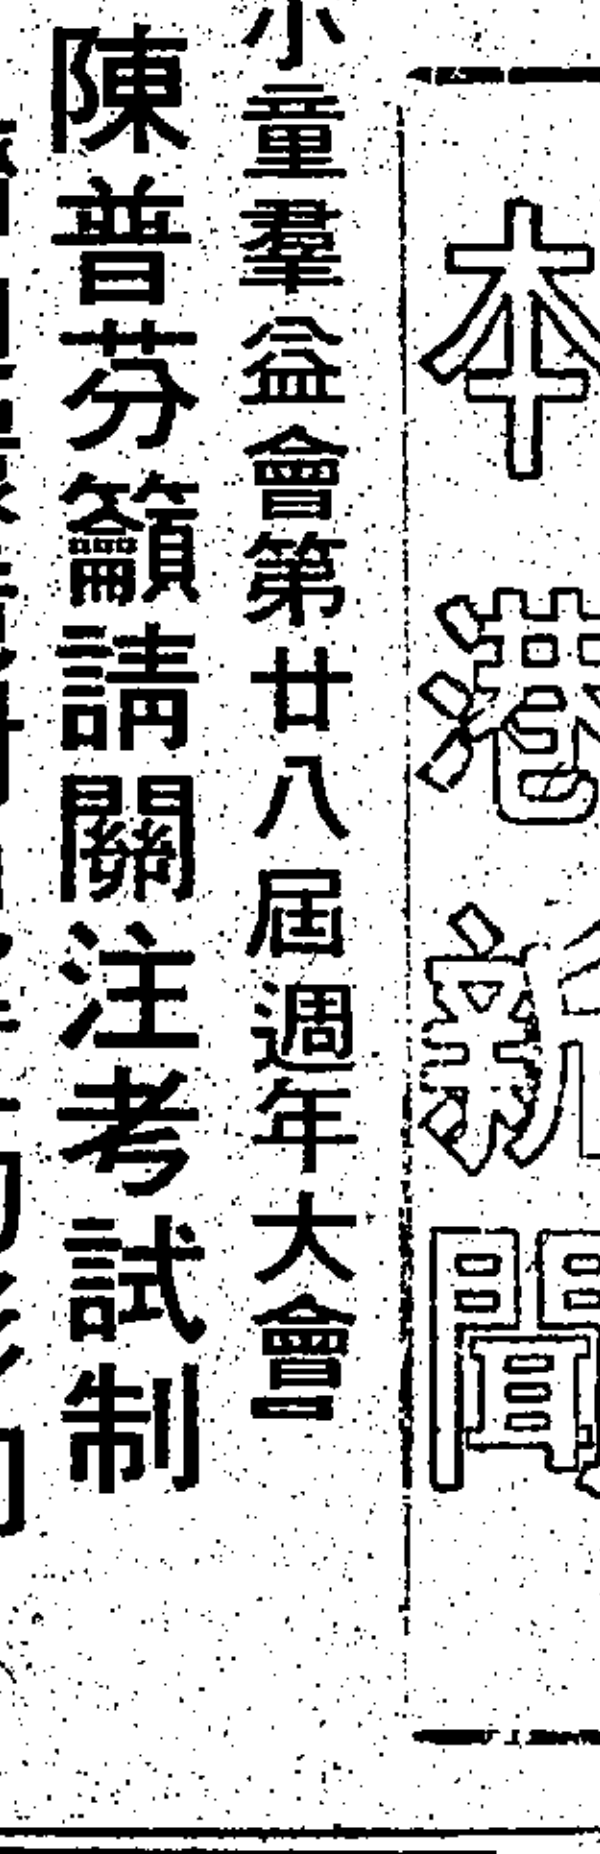 本港新聞
小童羣益會第廿八屆週年大會
陳普芬籲請關注考試制